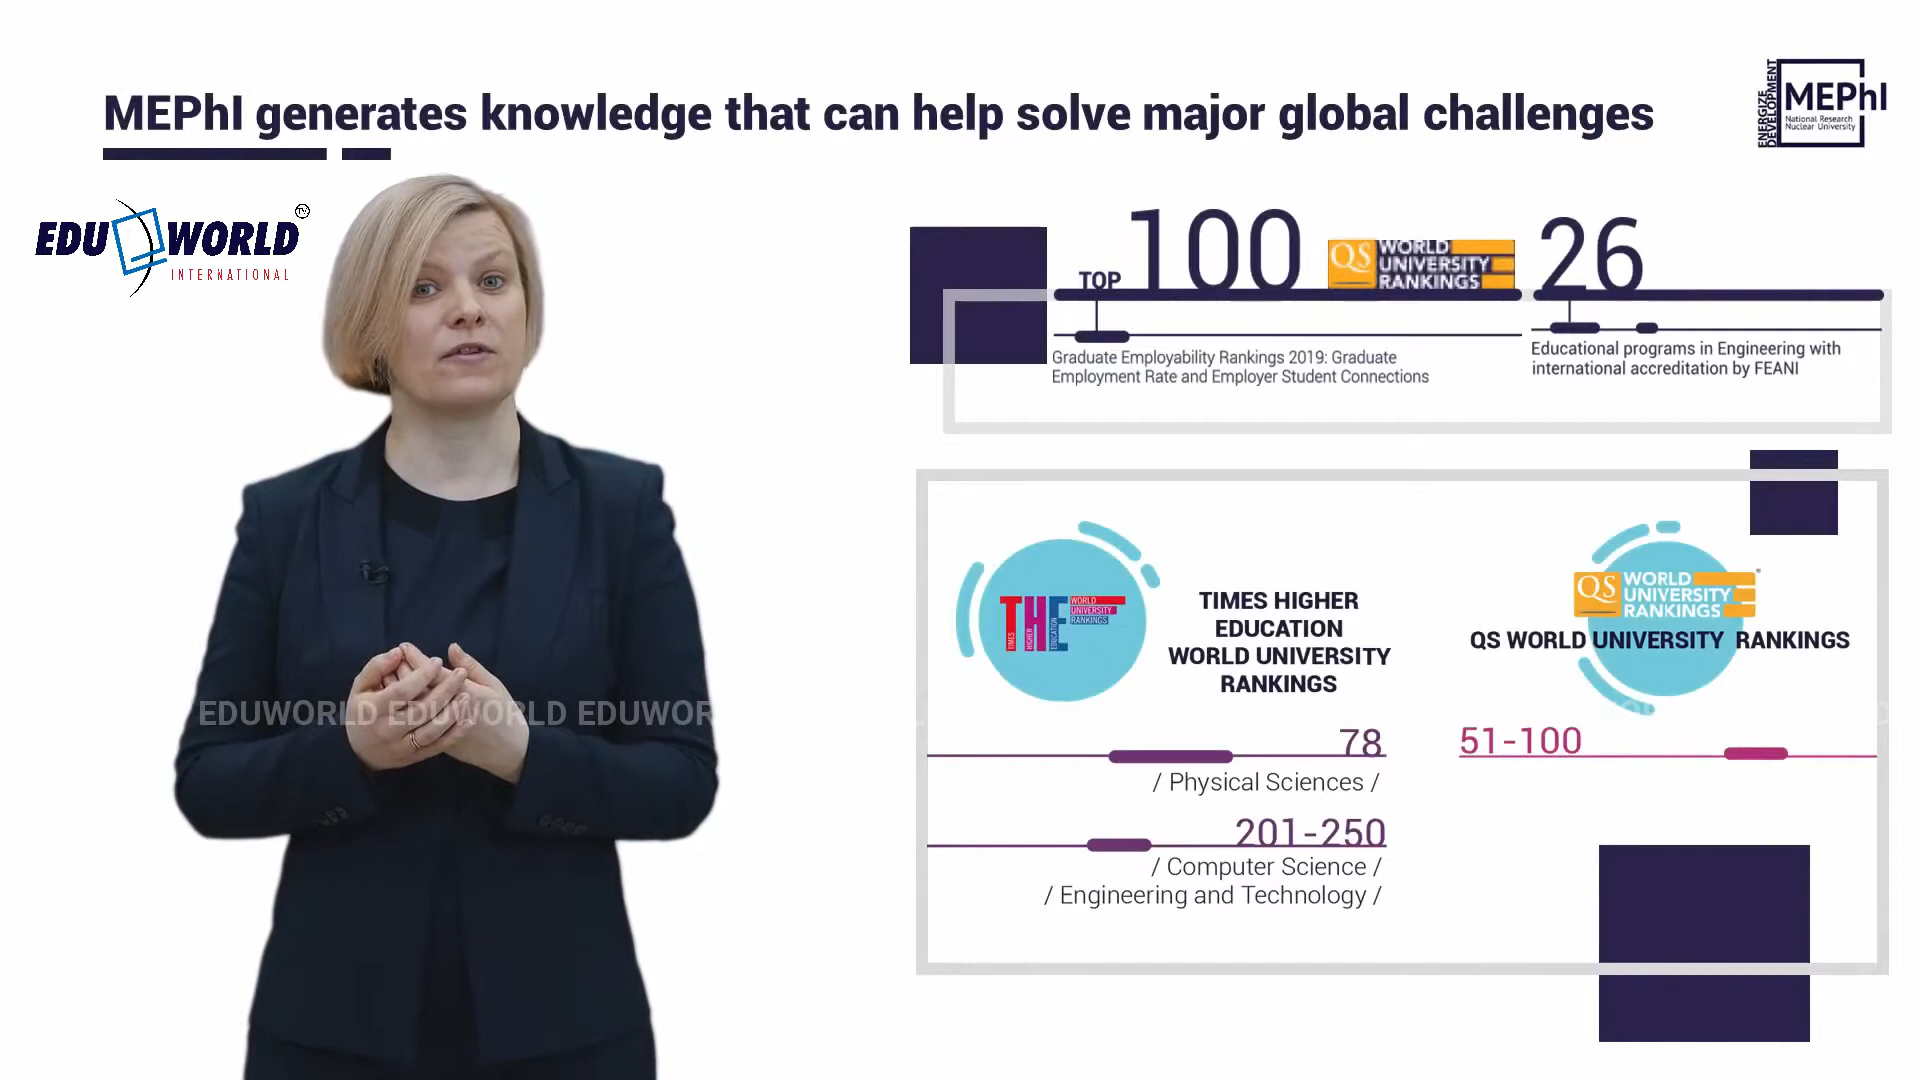 MEPhI generates knowledge that can help solve major global challenges
ENERGIZE
DEVELOPMENT
MEPhI
National Research
Nuclear University
EDU WORLD TV
INTERNATIONAL
TOP 100
QS WORLD
UNIVERSITY
RANKINGS
26
Graduate Employability Rankings 2019: Graduate
Employment Rate and Employer Student Connections
Educational programs in Engineering with
international accreditation by FEANI
THE
TIMES
HIGHER
EDUCATION
WORLD
UNIVERSITY
RANKINGS
TIMES HIGHER
EDUCATION
WORLD UNIVERSITY
RANKINGS
QS WORLD
UNIVERSITY
RANKINGS
QS WORLD UNIVERSITY RANKINGS
EDUWORLD EDUWORLD EDUWOR
78
/ Physical Sciences /
201-250
/ Computer Science /
/ Engineering and Technology /
51-100